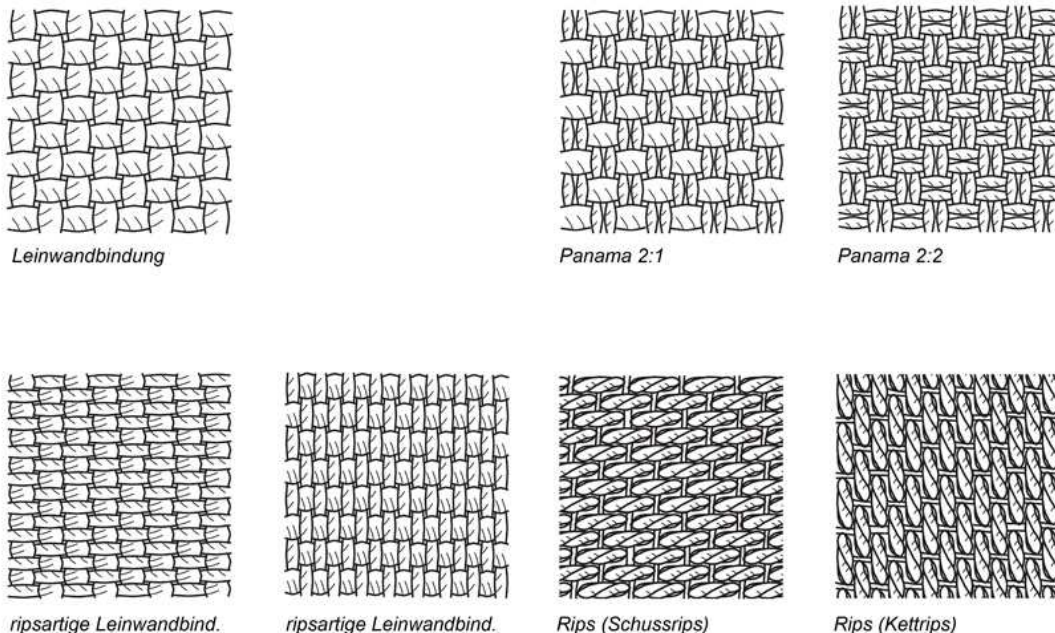 Leinwandbindung
Panama 2:1
Panama 2:2
ripsartige Leinwandbind.
ripsartige Leinwandbind.
Rips (Schussrips)
Rips (Kettrips)